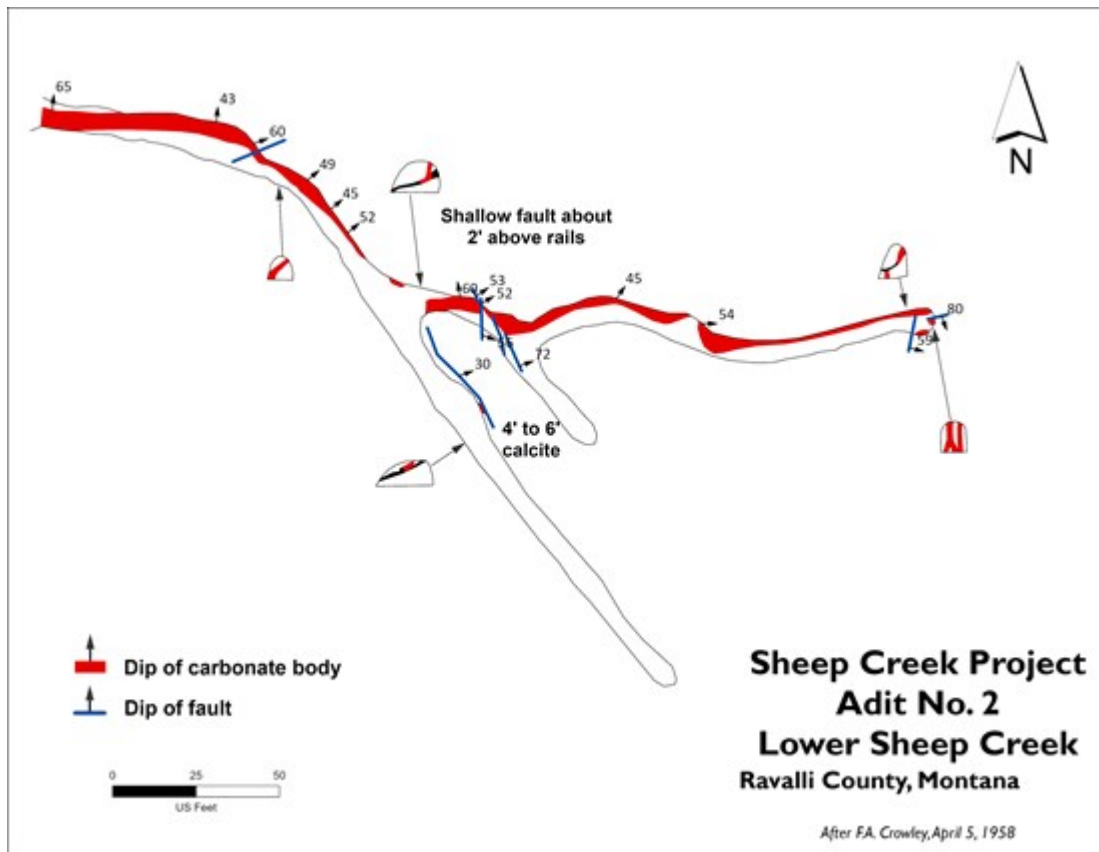 65
43
60
49
45
52
Shallow fault about
2' above rails
N
53
52
45
54
80
55
72
30
4' to 6'
calcite
Dip of carbonate body
Dip of fault
0 25 50
US Feet
Sheep Creek Project
Adit No. 2
Lower Sheep Creek
Ravalli County, Montana
After F.A. Crowley, April 5, 1958